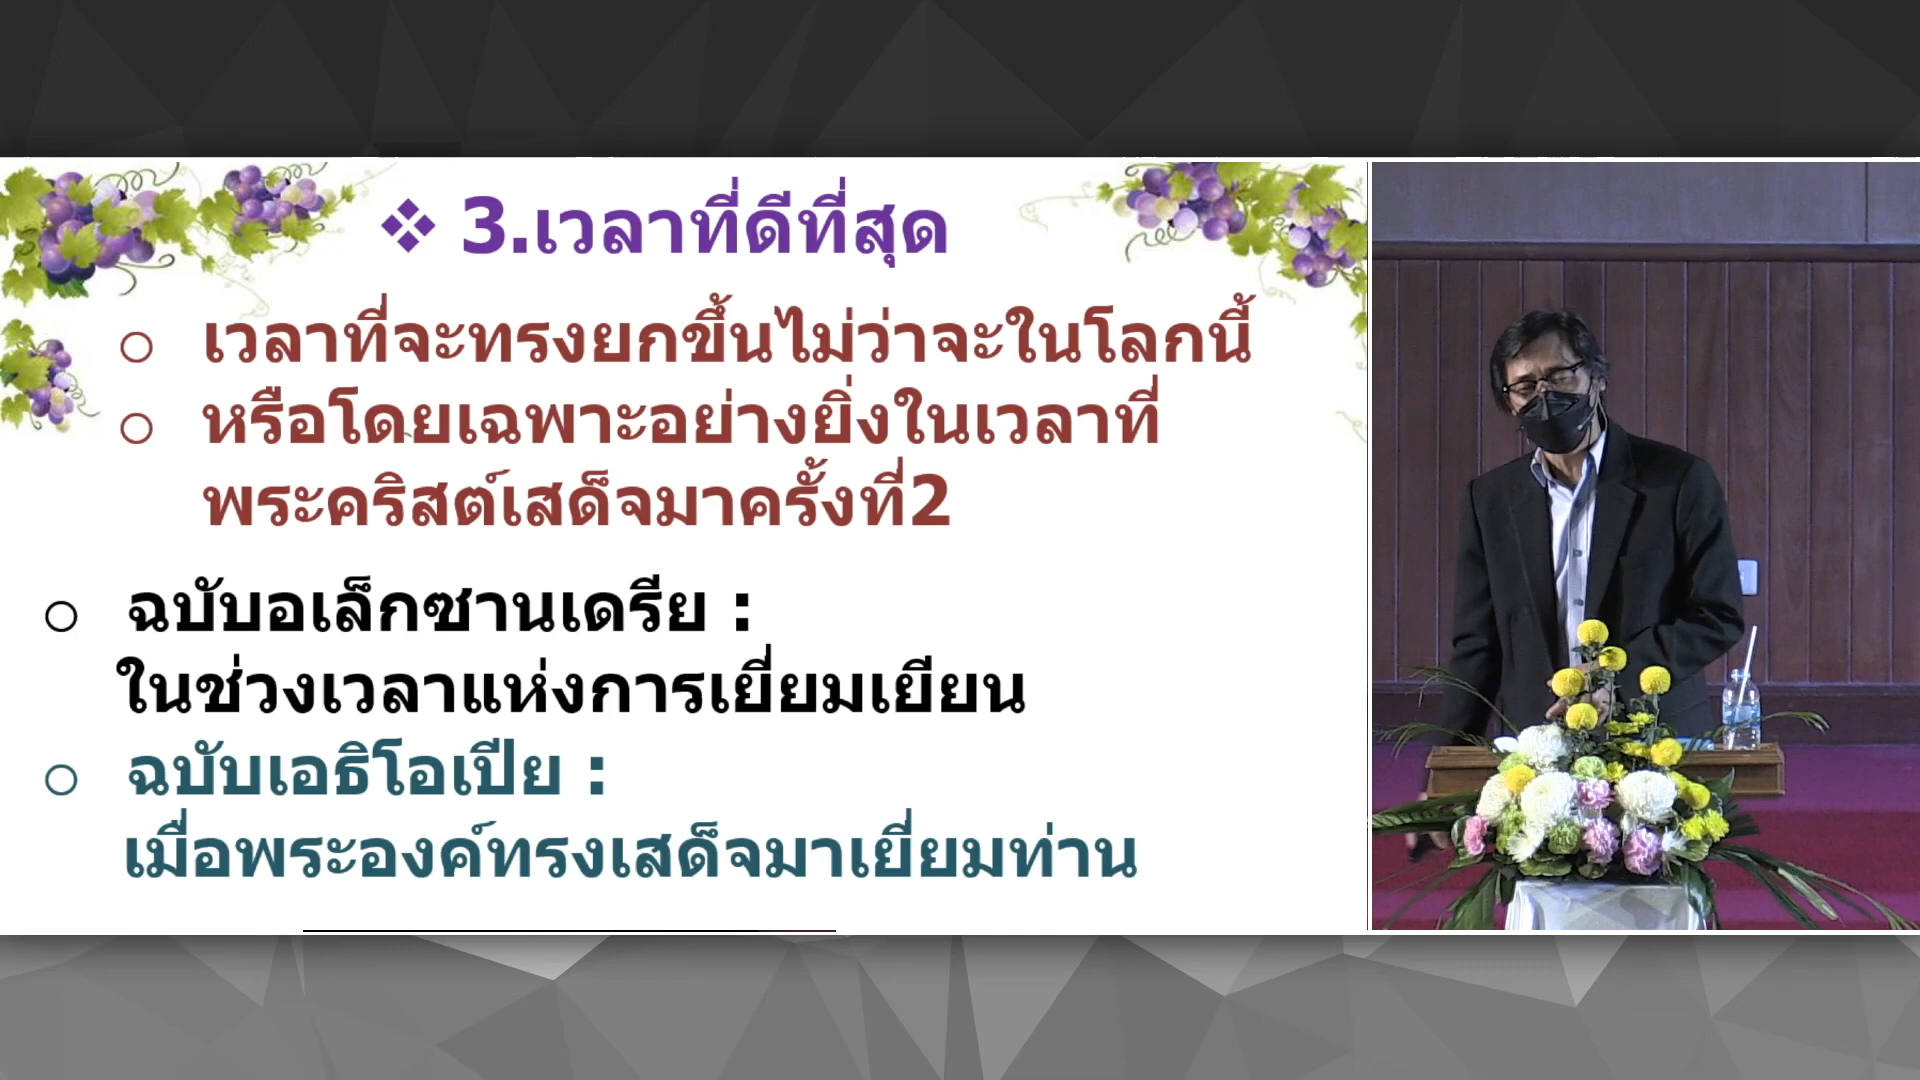 ❖ 3.เวลาที่ดีที่สุด
o เวลาที่จะทรงยกขึ้นไม่ว่าจะในโลกนี้
o หรือโดยเฉพาะอย่างยิ่งในเวลาที่
พระคริสต์เสด็จมาครั้งที่2
o ฉบับอเล็กซานเดรีย :
ในช่วงเวลาแห่งการเยี่ยมเยียน
o ฉบับเอธิโอเปีย :
เมื่อพระองค์ทรงเสด็จมาเยี่ยมท่าน